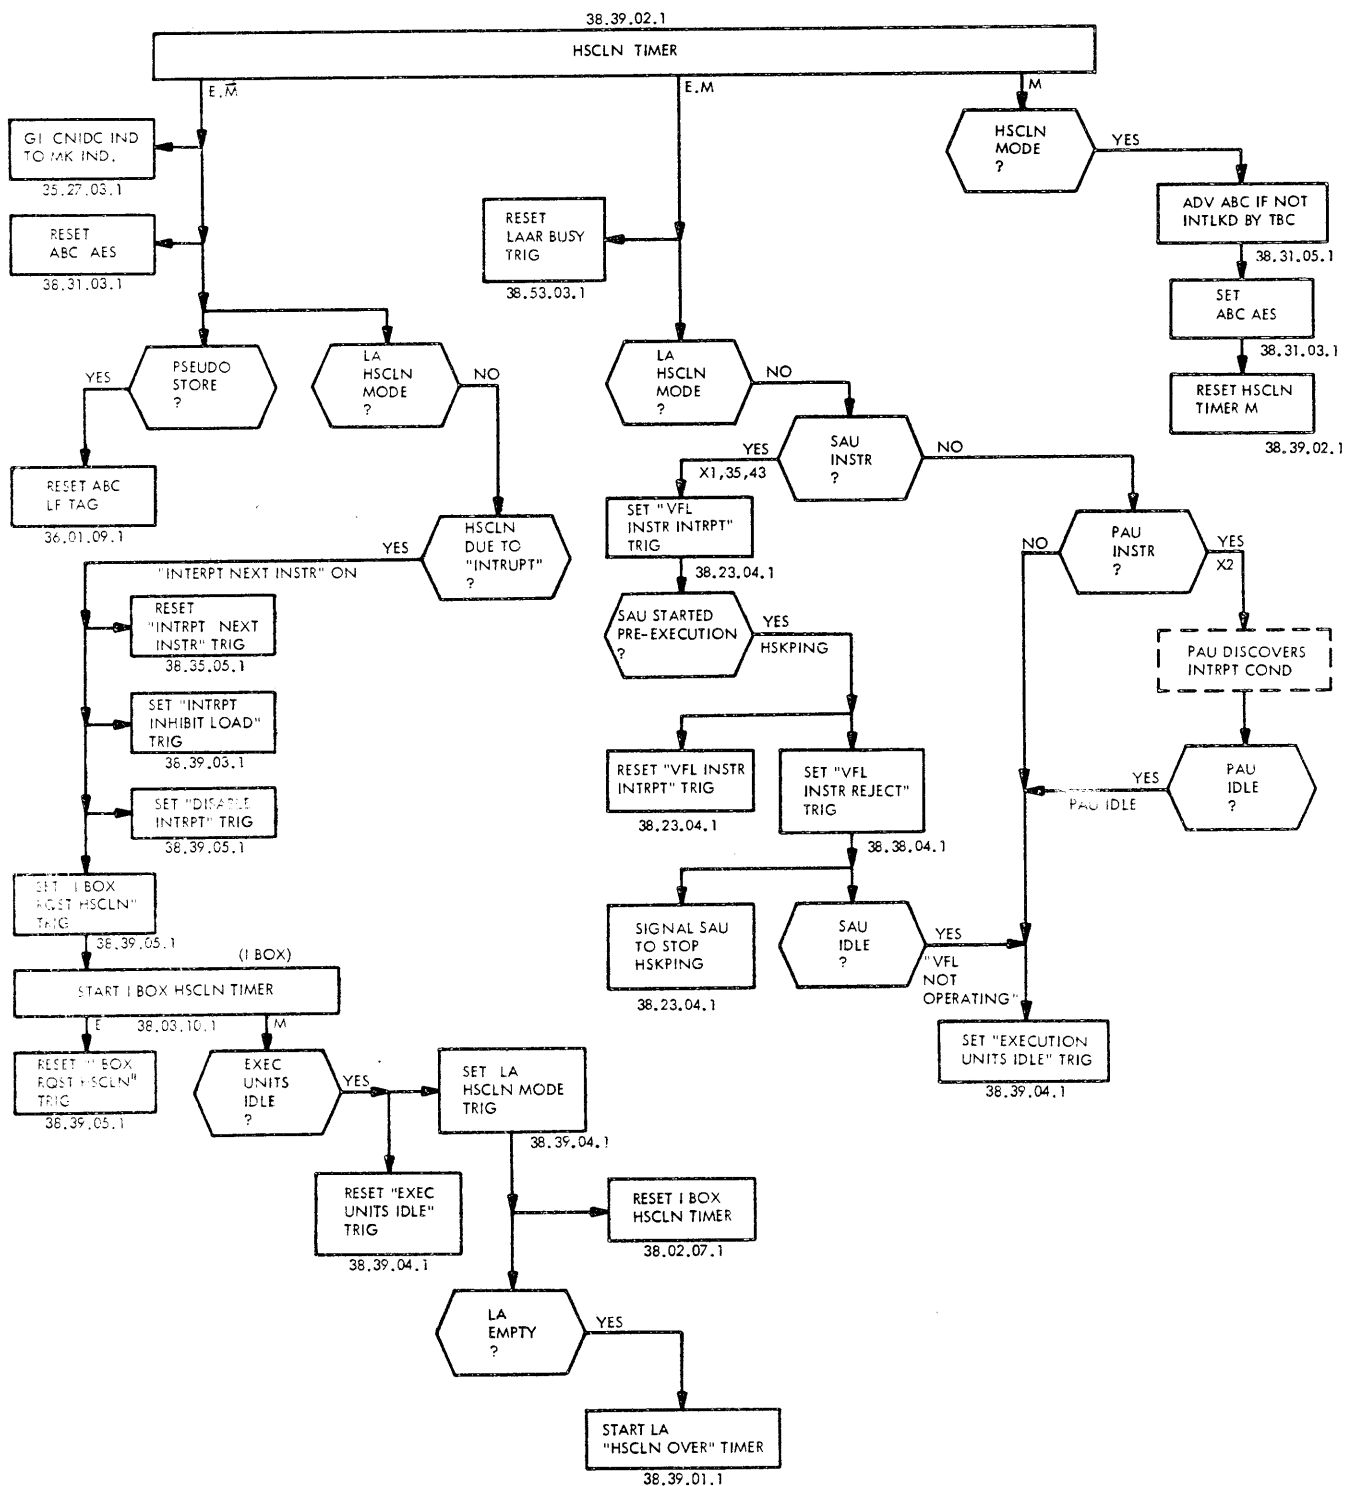 38.39.02.1
HSCLN TIMER
E.M̅
E.M
M
GI CNIDC IND
TO MK IND.
35.27.03.1
RESET
ABC AES
38.31.03.1
PSEUDO
STORE
?
YES
RESET ABC
LF TAG
36.01.09.1
LA
HSCLN
MODE
?
NO
HSCLN
DUE TO
"INTRUPT"
?
YES
"INTERPT NEXT INSTR" ON
RESET
"INTRPT NEXT
INSTR" TRIG
38.35.05.1
SET "INTRPT
INHIBIT LOAD"
TRIG
38.39.03.1
SET "DISABLE
INTRPT" TRIG
38.39.05.1
SET I BOX
RQST HSCLN"
TRIG
38.39.05.1
(I BOX)
START I BOX HSCLN TIMER
E
38.03.10.1
M
RESET " BOX
RQST HSCLN"
TRIG
38.39.05.1
EXEC
UNITS
IDLE
?
YES
SET LA
HSCLN MODE
TRIG
38.39.04.1
RESET "EXEC
UNITS IDLE"
TRIG
38.39.04.1
RESET I BOX
HSCLN TIMER
38.02.07.1
LA
EMPTY
?
YES
START LA
"HSCLN OVER" TIMER
38.39.01.1
RESET
LAAR BUSY
TRIG
38.53.03.1
LA
HSCLN
MODE
?
NO
SAU
INSTR
?
YES
X1,35,43
NO
SET "VFL
INSTR INTRPT"
TRIG
38.23.04.1
SAU STARTED
PRE-EXECUTION
?
YES
HSKPING
RESET "VFL INSTR
INTRPT" TRIG
38.23.04.1
SET "VFL
INSTR REJECT"
TRIG
38.38.04.1
SIGNAL SAU
TO STOP
HSKPING
38.23.04.1
SAU
IDLE
?
YES
"VFL
NOT
OPERATING"
PAU
INSTR
?
NO
YES
X2
PAU DISCOVERS
INTRPT COND
PAU
IDLE
?
YES
PAU IDLE
SET "EXECUTION
UNITS IDLE" TRIG
38.39.04.1
HSCLN
MODE
?
YES
ADV ABC IF NOT
INTLKD BY TBC
38.31.05.1
SET
ABC AES
38.31.03.1
RESET HSCLN
TIMER M
38.39.02.1